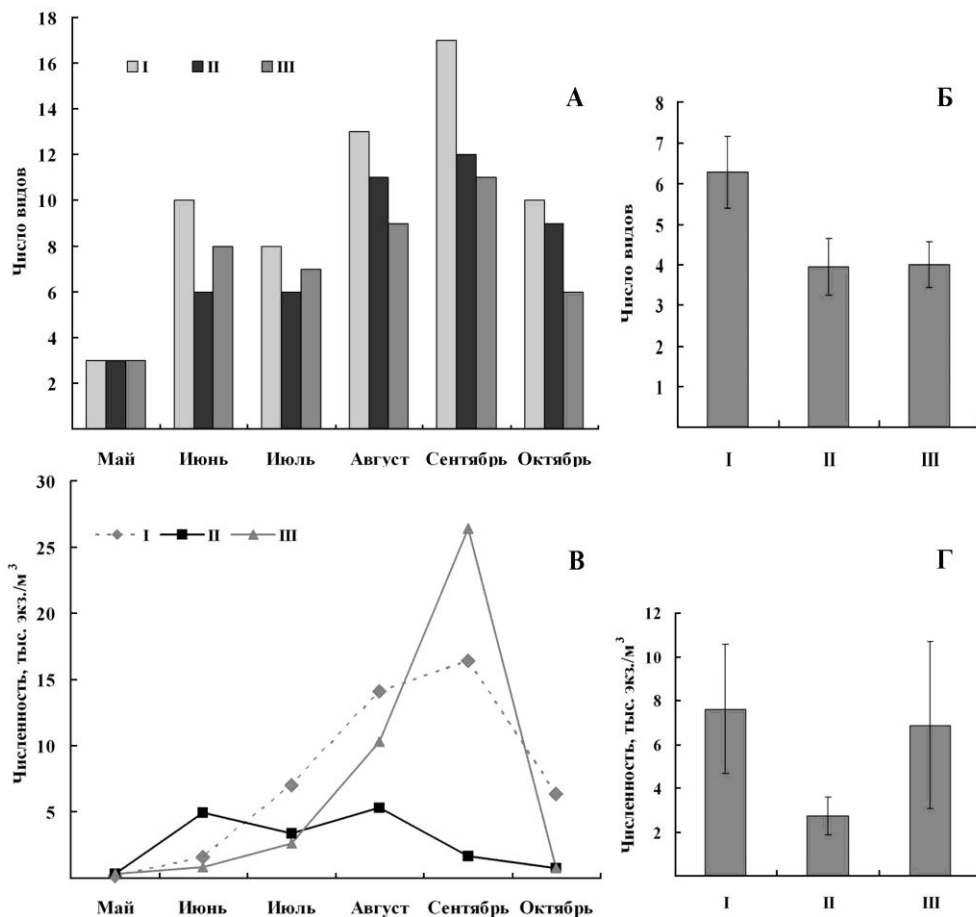 18
16
14
12
10
8
6
4
2
Число видов
I II III
А
Май Июнь Июль Август Сентябрь Октябрь
8
7
6
5
4
3
2
1
Число видов
Б
I II III
30
25
20
15
10
5
Численность, тыс. экз./м³
I II III
В
Май Июнь Июль Август Сентябрь Октябрь
12
10
8
6
4
2
Численность, тыс. экз./м³
Г
I II III